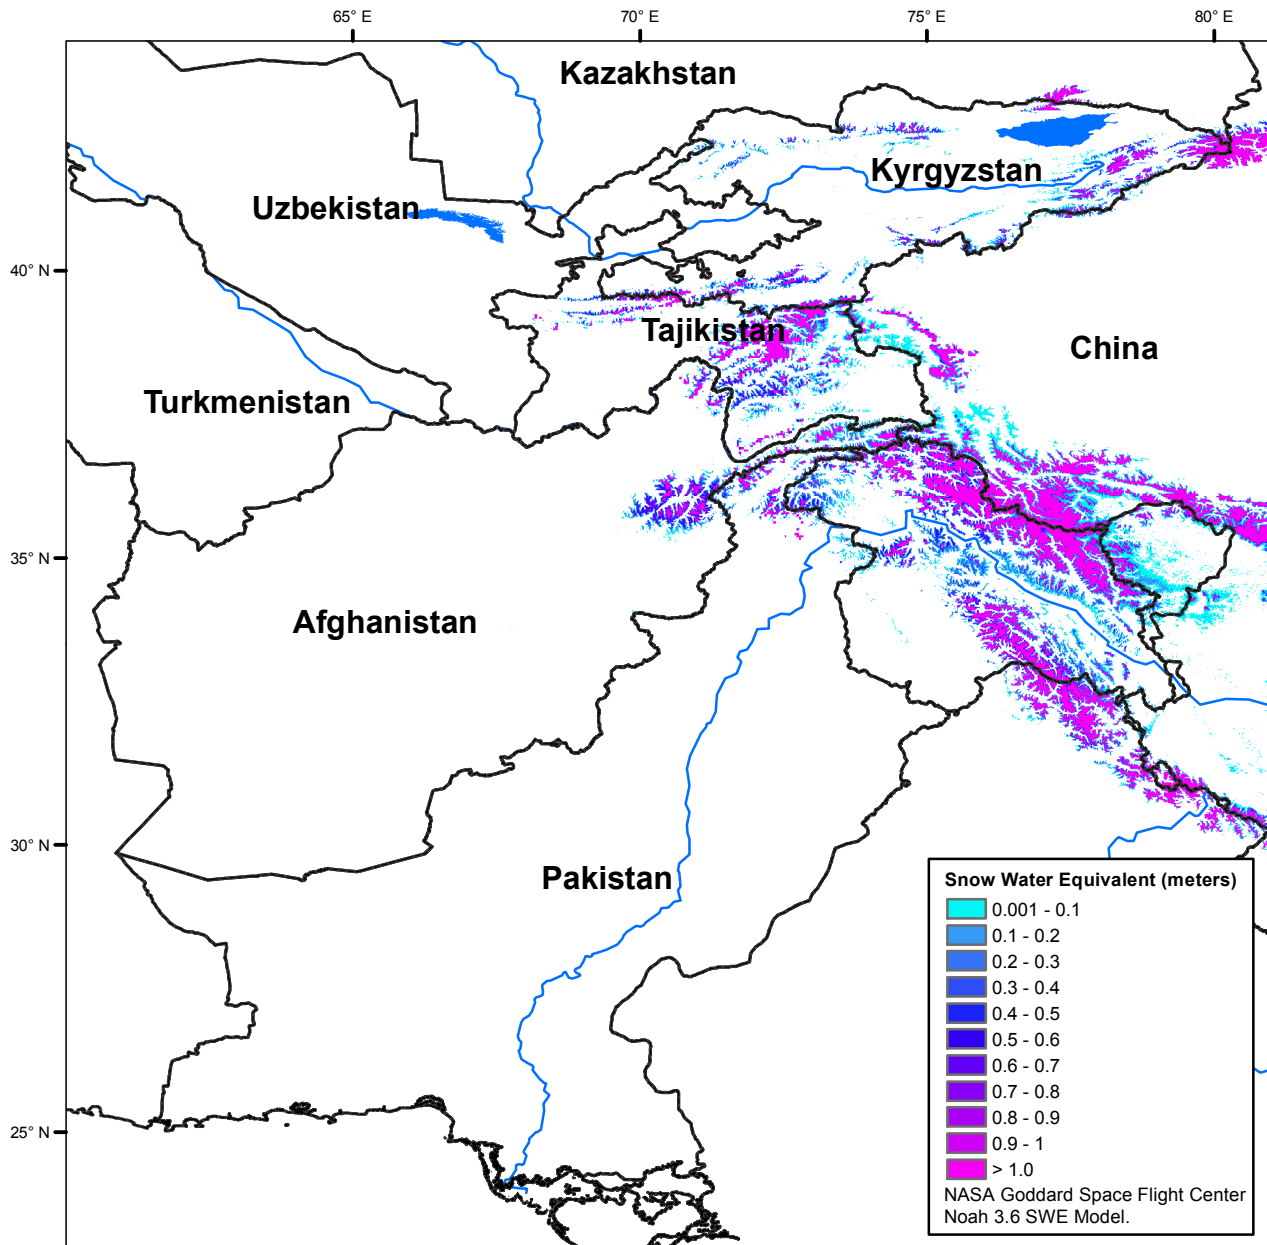 65° E
70° E
75° E
80° E
Kazakhstan
Kyrgyzstan
Uzbekistan
40° N
Tajikistan
China
Turkmenistan
35° N
Afghanistan
30° N
Pakistan
25° N
Snow Water Equivalent (meters)
0.001 - 0.1
0.1 - 0.2
0.2 - 0.3
0.3 - 0.4
0.4 - 0.5
0.5 - 0.6
0.6 - 0.7
0.7 - 0.8
0.8 - 0.9
0.9 - 1
> 1.0
NASA Goddard Space Flight Center
Noah 3.6 SWE Model.